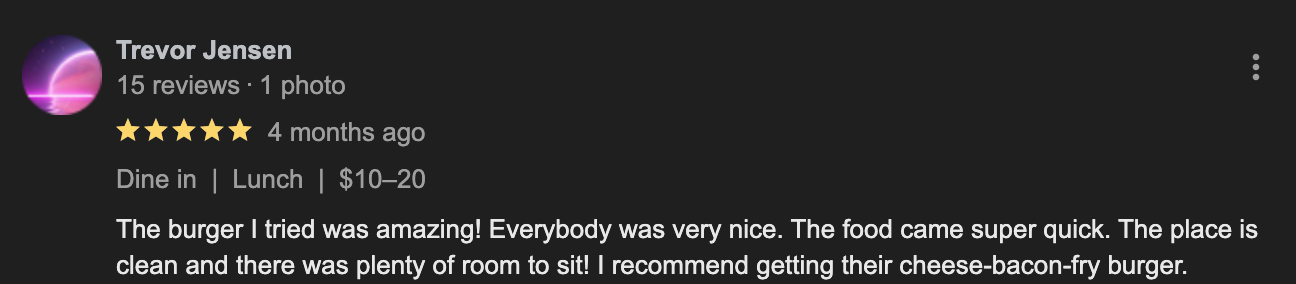 Trevor Jensen
15 reviews · 1 photo
4 months ago
Dine in | Lunch | $10–20
The burger I tried was amazing! Everybody was very nice. The food came super quick. The place is
clean and there was plenty of room to sit! I recommend getting their cheese-bacon-fry burger.